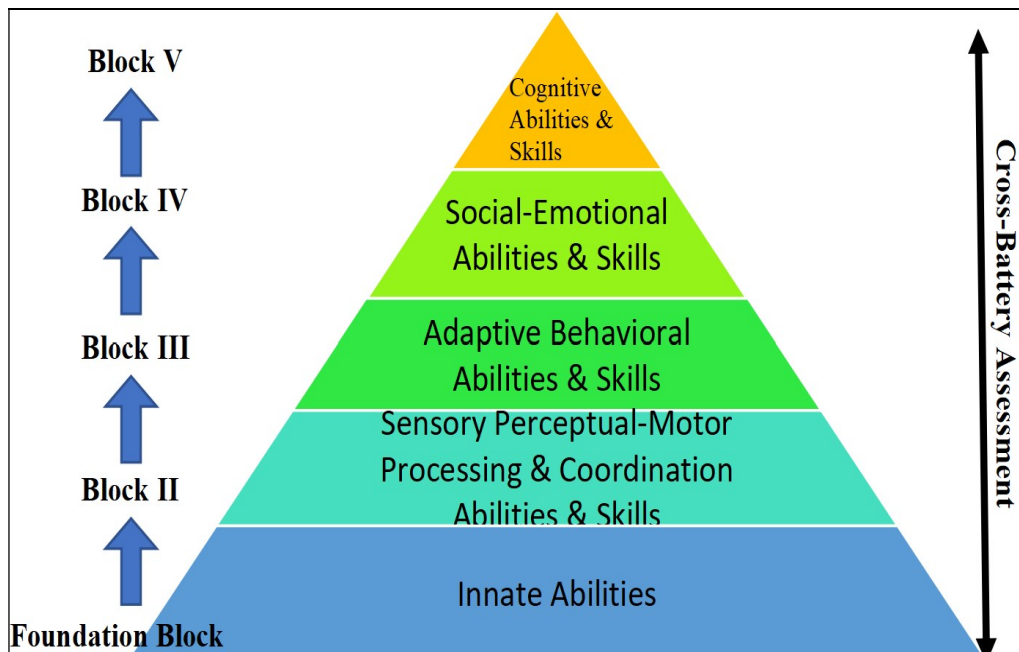 Block V
Block IV
Block III
Block II
Foundation Block
Cognitive
Abilities &
Skills
Social-Emotional
Abilities & Skills
Adaptive Behavioral
Abilities & Skills
Sensory Perceptual-Motor
Processing & Coordination
Abilities & Skills
Innate Abilities
Cross-Battery Assessment